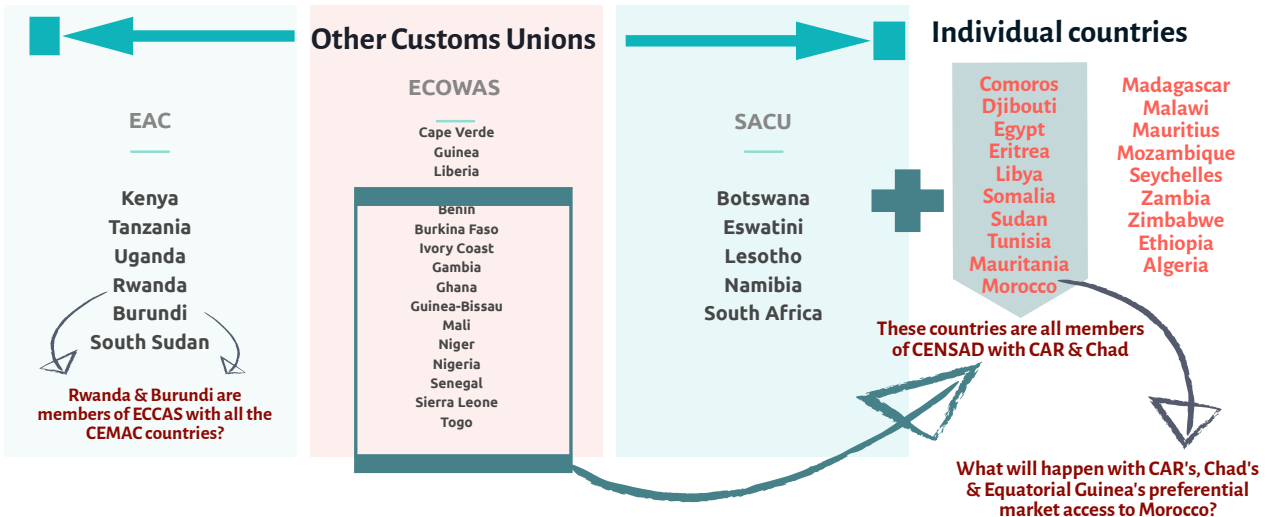 Other Customs Unions
Individual countries
EAC
Kenya
Tanzania
Uganda
Rwanda
Burundi
South Sudan
Rwanda & Burundi are
members of ECCAS with all the
CEMAC countries?
ECOWAS
Cape Verde
Guinea
Liberia
Benin
Burkina Faso
Ivory Coast
Gambia
Ghana
Guinea-Bissau
Mali
Niger
Nigeria
Senegal
Sierra Leone
Togo
SACU
Botswana
Eswatini
Lesotho
Namibia
South Africa
Comoros
Djibouti
Egypt
Eritrea
Libya
Somalia
Sudan
Tunisia
Mauritania
Morocco
Madagascar
Malawi
Mauritius
Mozambique
Seychelles
Zambia
Zimbabwe
Ethiopia
Algeria
These countries are all members
of CENSAD with CAR & Chad
What will happen with CAR's, Chad's
& Equatorial Guinea's preferential
market access to Morocco?